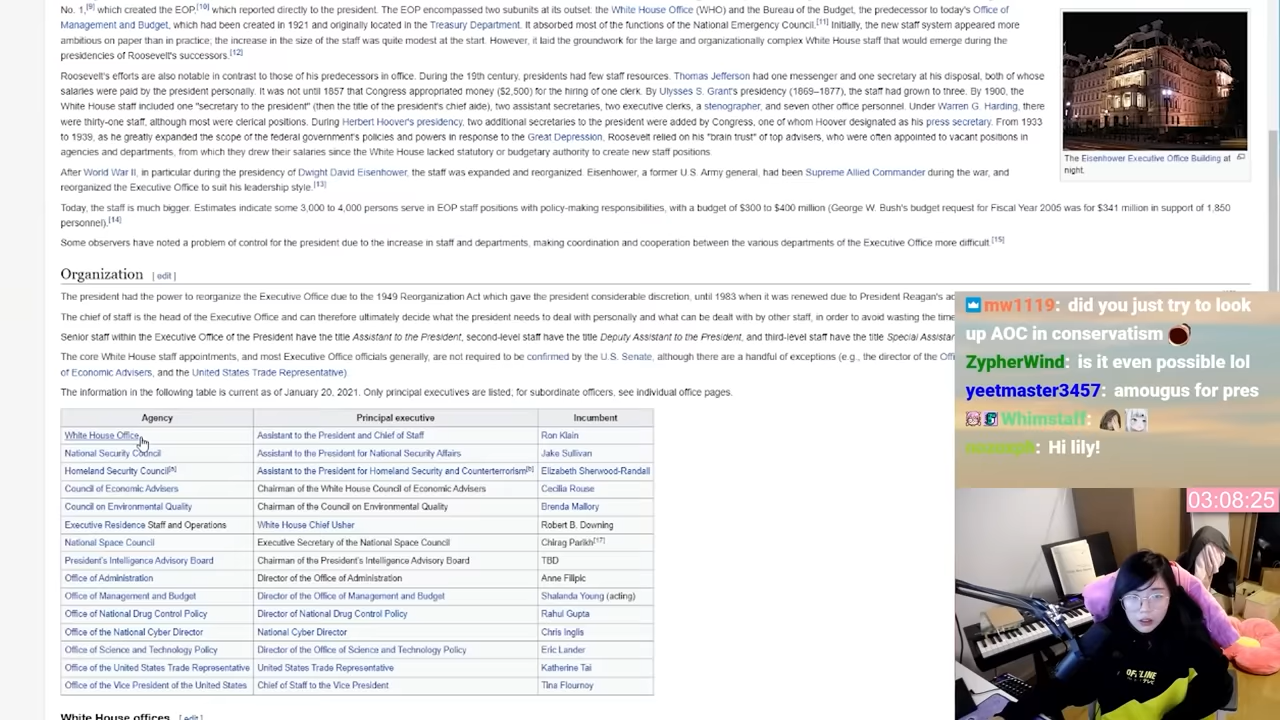 No. 1,[9] which created the EOP,[10] which reported directly to the president. The EOP encompassed two subunits at its outset: the White House Office (WHO) and the Bureau of the Budget, the predecessor to today's Office of
Management and Budget, which had been created in 1921 and originally located in the Treasury Department. It absorbed most of the functions of the National Emergency Council.[11] Initially, the new staff system appeared more
ambitious on paper than in practice; the increase in the size of the staff was quite modest at the start. However, it laid the groundwork for the large and organizationally complex White House staff that would emerge during the
presidencies of Roosevelt's successors.[12]
Roosevelt's efforts are also notable in contrast to those of his predecessors in office. During the 19th century, presidents had few staff resources. Thomas Jefferson had one messenger and one secretary at his disposal, both of whose
salaries were paid by the president personally. It was not until 1857 that Congress appropriated money ($2,500) for the hiring of one clerk. By Ulysses S. Grant's presidency (1869–1877), the staff had grown to three. By 1900, the
White House staff included one "secretary to the president" (then the title of the president's chief aide), two assistant secretaries, two executive clerks, a stenographer, and seven other office personnel. Under Warren G. Harding, there
were thirty-one staff, although most were clerical positions. During Herbert Hoover's presidency, two additional secretaries to the president were added by Congress, one of whom Hoover designated as his press secretary. From 1933
to 1939, as he greatly expanded the scope of the federal government's policies and powers in response to the Great Depression, Roosevelt relied on his "brain trust" of top advisers, who were often appointed to vacant positions in
agencies and departments, from which they drew their salaries since the White House lacked statutory or budgetary authority to create new staff positions.
The Eisenhower Executive Office Building at
night.
After World War II, in particular during the presidency of Dwight David Eisenhower, the staff was expanded and reorganized. Eisenhower, a former U.S. Army general, had been Supreme Allied Commander during the war, and
reorganized the Executive Office to suit his leadership style.[13]
Today, the staff is much bigger. Estimates indicate some 3,000 to 4,000 persons serve in EOP staff positions with policy-making responsibilities, with a budget of $300 to $400 million (George W. Bush's budget request for Fiscal Year 2005 was for $341 million in support of 1,850
personnel).[14]
Some observers have noted a problem of control for the president due to the increase in staff and departments, making coordination and cooperation between the various departments of the Executive Office more difficult.[15]
Organization [ edit ]
The president had the power to reorganize the Executive Office due to the 1949 Reorganization Act which gave the president considerable discretion, until 1983 when it was renewed due to President Reagan's
The chief of staff is the head of the Executive Office and can therefore ultimately decide what the president needs to deal with personally and what can be dealt with by other staff, in order to avoid wasting the
Senior staff within the Executive Office of the President have the title Assistant to the President, second-level staff have the title Deputy Assistant to the President, and third-level staff have the title Special
The core White House staff appointments, and most Executive Office officials generally, are not required to be confirmed by the U.S. Senate, although there are a handful of exceptions (e.g., the director of the
of Economic Advisers, and the United States Trade Representative).
The information in the following table is current as of January 20, 2021. Only principal executives are listed; for subordinate officers, see individual office pages.
Agency Principal executive Incumbent
White House Office Assistant to the President and Chief of Staff Ron Klain
National Security Council Assistant to the President for National Security Affairs Jake Sullivan
Homeland Security Council[a] Assistant to the President for Homeland Security and Counterterrorism[b] Elizabeth Sherwood-Randall
Council of Economic Advisers Chairman of the White House Council of Economic Advisers Cecilia Rouse
Council on Environmental Quality Chairman of the Council on Environmental Quality Brenda Mallory
Executive Residence Staff and Operations White House Chief Usher Robert B. Downing
National Space Council Executive Secretary of the National Space Council Chirag Parikh[17]
President's Intelligence Advisory Board Chairman of the President's Intelligence Advisory Board TBD
Office of Administration Director of the Office of Administration Anne Filipic
Office of Management and Budget Director of the Office of Management and Budget Shalanda Young (acting)
Office of National Drug Control Policy Director of National Drug Control Policy Rahul Gupta
Office of the National Cyber Director National Cyber Director Chris Inglis
Office of Science and Technology Policy Director of the Office of Science and Technology Policy Eric Lander
Office of the United States Trade Representative United States Trade Representative Katherine Tai
Office of the Vice President of the United States Chief of Staff to the Vice President Tina Flournoy
White House offices [ edit ]
mw1119: did you just try to look
up AOC in conservatism
ZypherWind: is it even possible lol
yeetmaster3457: amougus for pres
Whimstaff:
Hi lily!
03:08:25